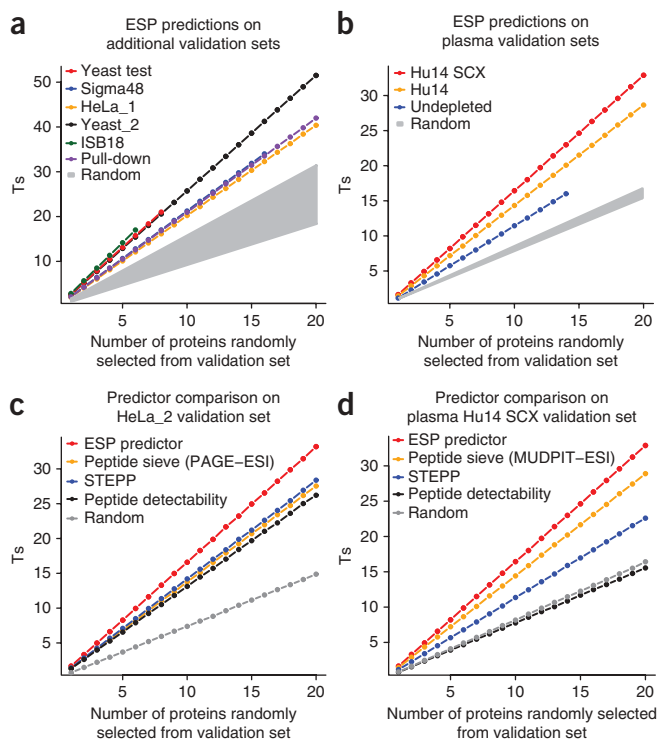 a
ESP predictions on
additional validation sets
Yeast test
Sigma48
HeLa_1
Yeast_2
ISB18
Pull-down
Random
Ts
50
40
30
20
10
5
10
15
20
Number of proteins randomly
selected from validation set
b
ESP predictions on
plasma validation sets
Hu14 SCX
Hu14
Undepleted
Random
30
25
20
15
10
5
5
10
15
20
Number of proteins randomly
selected from validation set
c
Predictor comparison on
HeLa_2 validation set
ESP predictor
Peptide sieve (PAGE–ESI)
STEPP
Peptide detectability
Random
Ts
30
25
20
15
10
5
5
10
15
20
Number of proteins randomly
selected from validation set
d
Predictor comparison on
plasma Hu14 SCX validation set
ESP predictor
Peptide sieve (MUDPIT–ESI)
STEPP
Peptide detectability
Random
30
25
20
15
10
5
5
10
15
20
Number of proteins randomly selected
from validation set